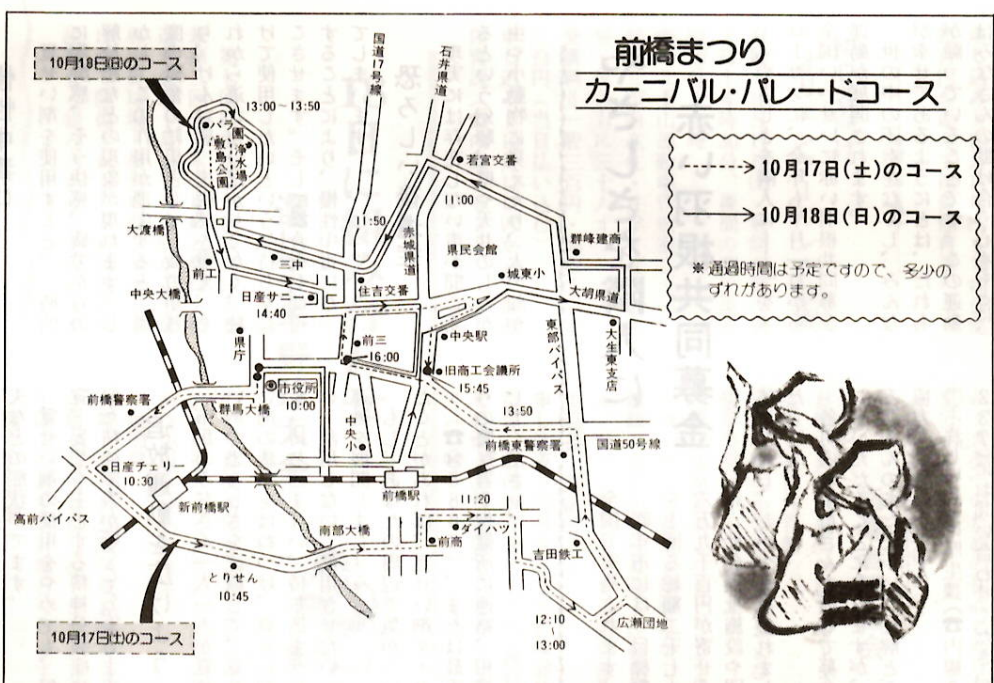 前橋まつり
カーニバル・パレードコース
10月17日(土)のコース
10月18日(日)のコース
※通過時間は予定ですので、多少の
ずれがあります。
10月18日(日)のコース
13:00〜13:50
バラ園
敷島公園
浄水場
国道17号線
石井県道
若宮交番
11:00
11:50
赤城県道
県民会館
群峰建商
大渡橋
三中
前工
住吉交番
城東小
大胡県道
中央大橋
日産サニー
14:40
県庁
前三
16:00
中央駅
旧商工会議所
15:45
東部バイパス
大生東支店
市役所
10:00
群馬大橋
前橋警察署
中央小
13:50
前橋東警察署
国道50号線
日産チェリー
10:30
新前橋駅
前橋駅
11:20
高前バイパス
南部大橋
ダイハツ
前商
吉田鉄工
とりせん
10:45
広瀬団地
12:10
〜
13:00
10月17日(土)のコース